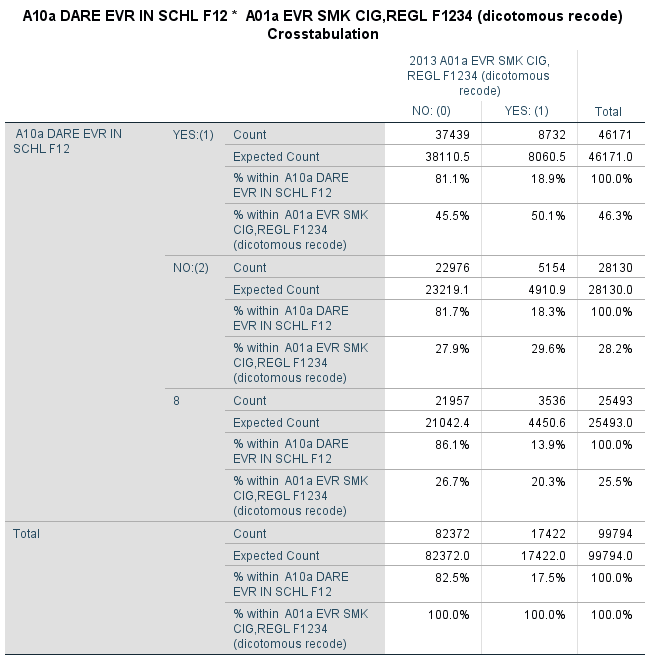 A10a DARE EVR IN SCHL F12 * A01a EVR SMK CIG,REGL F1234 (dicotomous recode)
Crosstabulation
2013 A01a EVR SMK CIG,
REGL F1234 (dicotomous
recode)
NO: (0) YES: (1) Total
A10a DARE EVR IN
SCHL F12
YES:(1) Count 37439 8732 46171
Expected Count 38110.5 8060.5 46171.0
% within A10a DARE
EVR IN SCHL F12
81.1% 18.9% 100.0%
% within A01a EVR SMK
CIG,REGL F1234
(dicotomous recode)
45.5% 50.1% 46.3%
NO:(2) Count 22976 5154 28130
Expected Count 23219.1 4910.9 28130.0
% within A10a DARE
EVR IN SCHL F12
81.7% 18.3% 100.0%
% within A01a EVR SMK
CIG,REGL F1234
(dicotomous recode)
27.9% 29.6% 28.2%
8 Count 21957 3536 25493
Expected Count 21042.4 4450.6 25493.0
% within A10a DARE
EVR IN SCHL F12
86.1% 13.9% 100.0%
% within A01a EVR SMK
CIG,REGL F1234
(dicotomous recode)
26.7% 20.3% 25.5%
Total Count 82372 17422 99794
Expected Count 82372.0 17422.0 99794.0
% within A10a DARE
EVR IN SCHL F12
82.5% 17.5% 100.0%
% within A01a EVR SMK
CIG,REGL F1234
(dicotomous recode)
100.0% 100.0% 100.0%